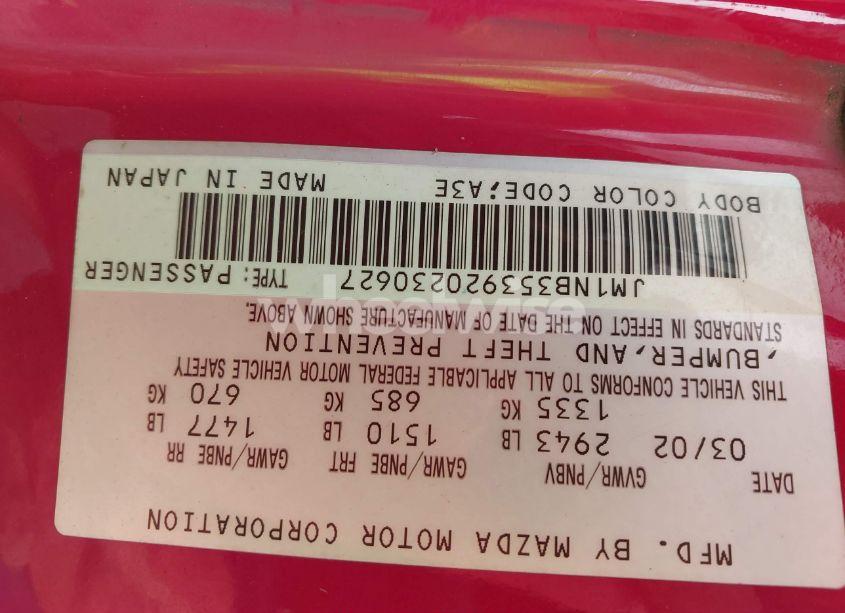 MFD. BY MAZDA MOTOR CORPORATION
DATE GVWR/PNBV GAWR/PNBE FRT GAWR/PNBE RR
03/02 2943 LB 1510 LB 1477 LB
1335 KG 685 KG 670 KG
THIS VEHICLE CONFORMS TO ALL APPLICABLE FEDERAL MOTOR VEHICLE SAFETY
,BUMPER,AND THEFT PREVENTION
STANDARDS IN EFFECT ON THE DATE OF MANUFACTURE SHOWN ABOVE.
JM1NB353920230627 TYPE: PASSENGER
BODY COLOR CODE;A3E MADE IN JAPAN
wheelwise